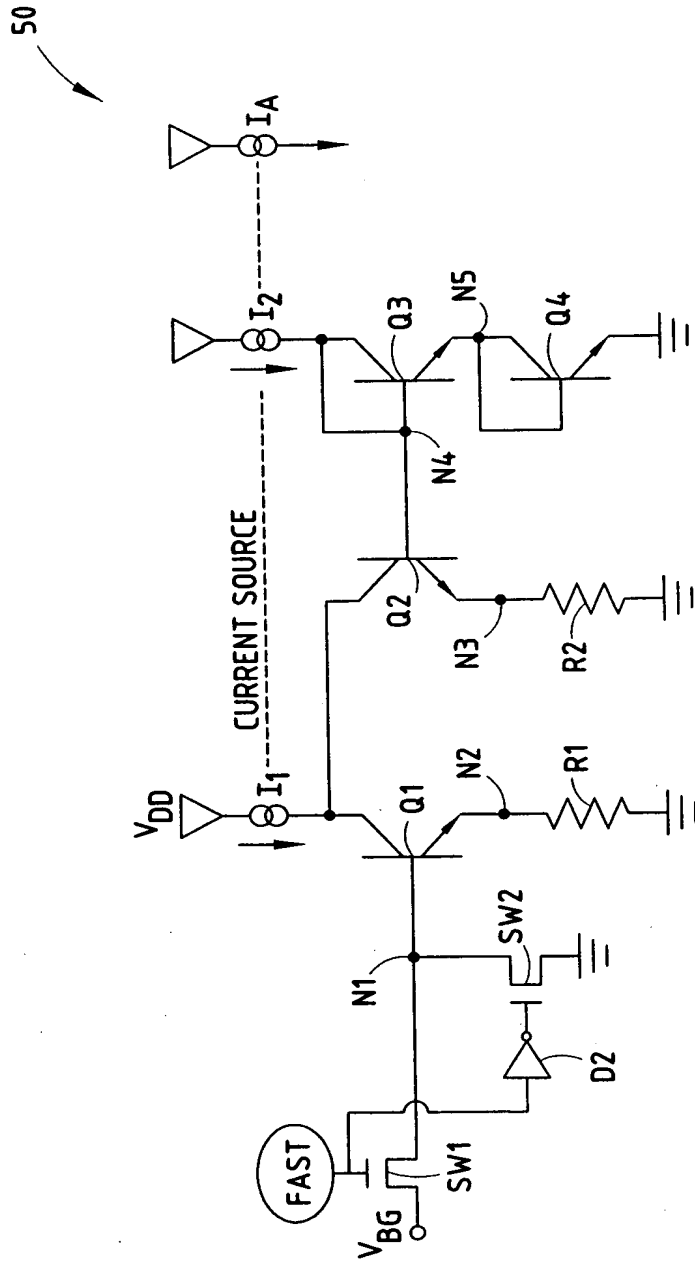 50
V_DD
I_1
CURRENT SOURCE
I_2
I_A
Q1
Q2
Q3
Q4
N1
N2
N3
N4
N5
R1
R2
FAST
V_BG
SW1
SW2
D2